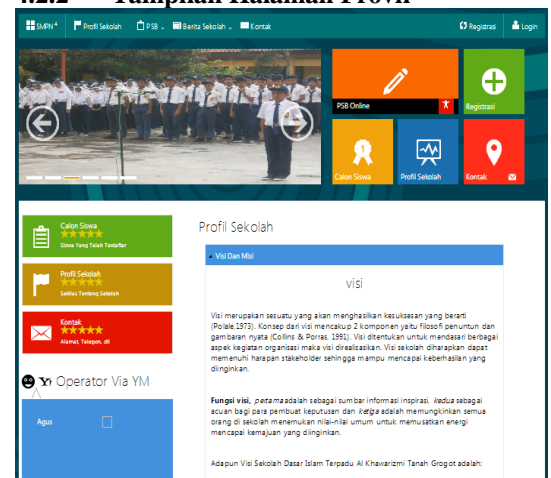 4.2.2 Tampilan Halaman Provil
SMPN 4 Profil Sekolah PSB Berita Sekolah Kontak Registrasi Login
PSB Online
Registrasi
Calon Siswa
Profil Sekolah
Kontak
Calon Siswa
Siswa Yang Telah Terdaftar
Profil Sekolah
Sekilas Tentang Sekolah
Kontak
Alamat, Telepon, dll
Operator Via YM
Agus
Profil Sekolah
Visi Dan Misi
visi
Visi merupakan sesuatu yang akan menghasilkan kesuksesan yang berarti
(Polale,1973). Konsep dari visi mencakup 2 komponen yaitu filosofi penuntun dan
gambaran nyata (Collins & Porras, 1991). Visi ditentukan untuk mendasari berbagai
aspek kegiatan organisasi maka visi direalisasikan. Visi sekolah diharapkan dapat
memenuhi harapan stakeholder sehingga mampu mencapai keberhasilan yang
diinginkan.
Fungsi visi, pertama adalah sebagai sumbar informasi inspirasi, kedua sebagai
acuan bagi para pembuat keputusan dan ketiga adalah memungkinkan semua
orang di sekolah menemukan nilai-nilai umum untuk memusatkan energi
mencapai kemajuan yang diinginkan.
Adapun Visi Sekolah Dasar Islam Terpadu Al Khawarizmi Tanah Grogot adalah: